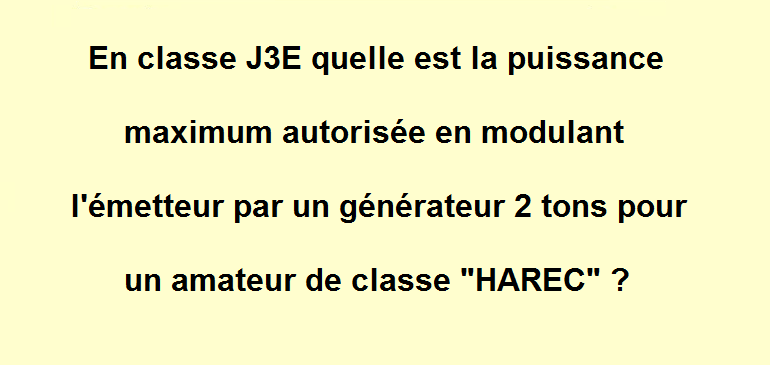 En classe J3E quelle est la puissance
maximum autorisée en modulant
l'émetteur par un générateur 2 tons pour
un amateur de classe "HAREC" ?